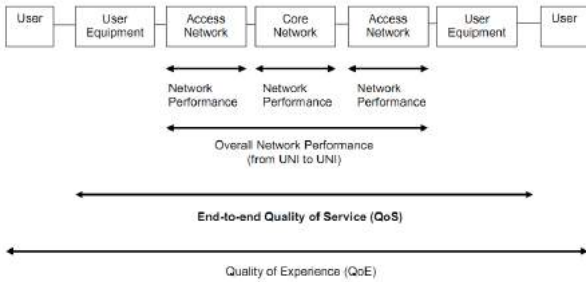 User
User
Equipment
Access
Network
Core
Network
Access
Network
User
Equipment
User
Network
Performance
Network
Performance
Network
Performance
Overall Network Performance
(from UNI to UNI)
End-to-end Quality of Service (QoS)
Quality of Experience (QoE)